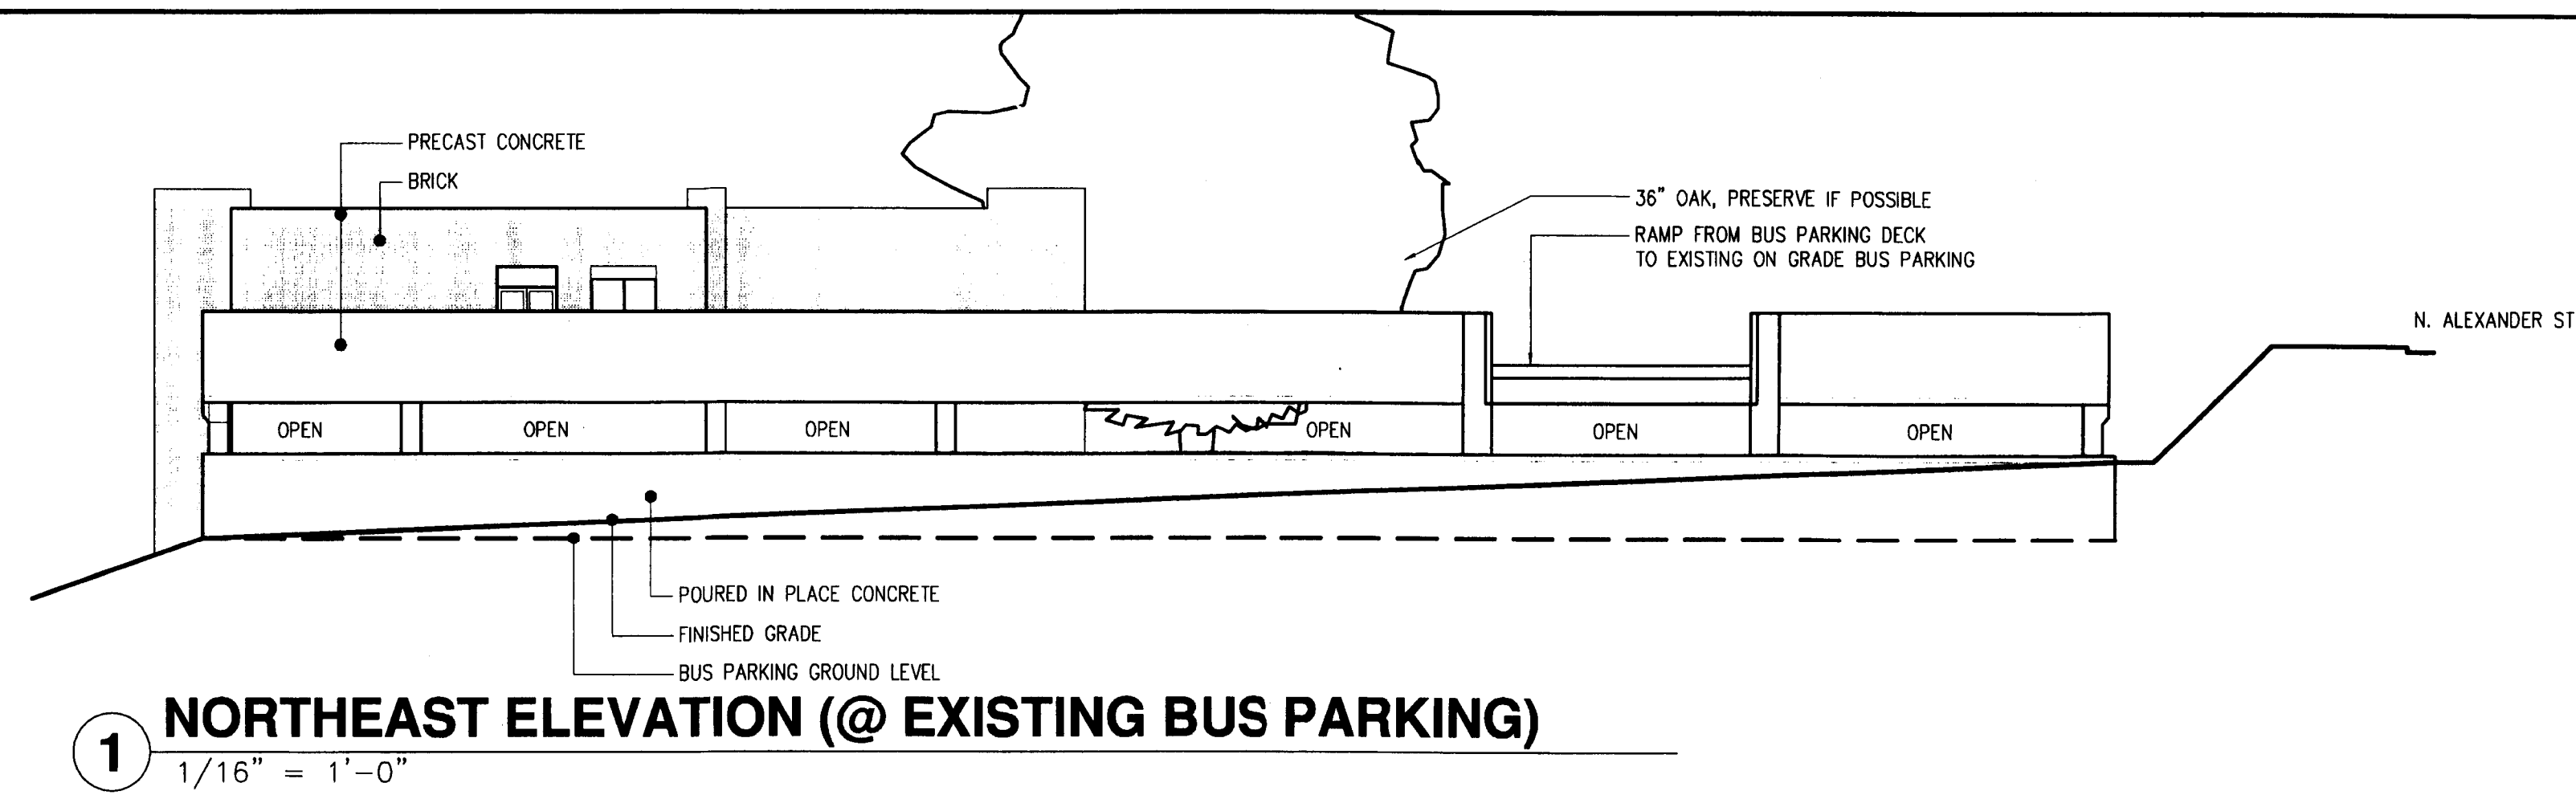 PRECAST CONCRETE
BRICK
36" OAK, PRESERVE IF POSSIBLE
RAMP FROM BUS PARKING DECK
TO EXISTING ON GRADE BUS PARKING
N. ALEXANDER ST
OPEN
OPEN
OPEN
OPEN
OPEN
OPEN
POURED IN PLACE CONCRETE
FINISHED GRADE
BUS PARKING GROUND LEVEL
1 NORTHEAST ELEVATION (@ EXISTING BUS PARKING)
1/16" = 1'-0"